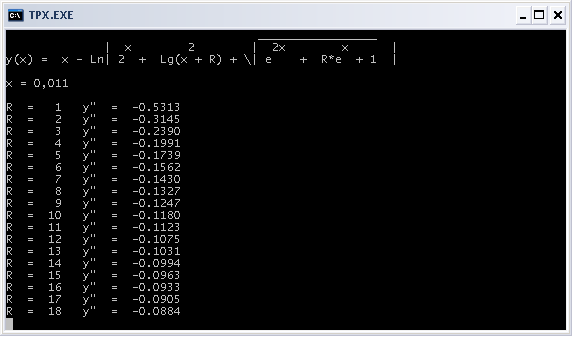 TPX.EXE
x 2 2x x
y(x) = x - Ln| 2 + Lg(x + R) + \| e + R*e + 1 |
x = 0,011
R = 1 y" = -0.5313
R = 2 y" = -0.3145
R = 3 y" = -0.2390
R = 4 y" = -0.1991
R = 5 y" = -0.1739
R = 6 y" = -0.1562
R = 7 y" = -0.1430
R = 8 y" = -0.1327
R = 9 y" = -0.1247
R = 10 y" = -0.1180
R = 11 y" = -0.1123
R = 12 y" = -0.1075
R = 13 y" = -0.1031
R = 14 y" = -0.0994
R = 15 y" = -0.0963
R = 16 y" = -0.0933
R = 17 y" = -0.0905
R = 18 y" = -0.0884